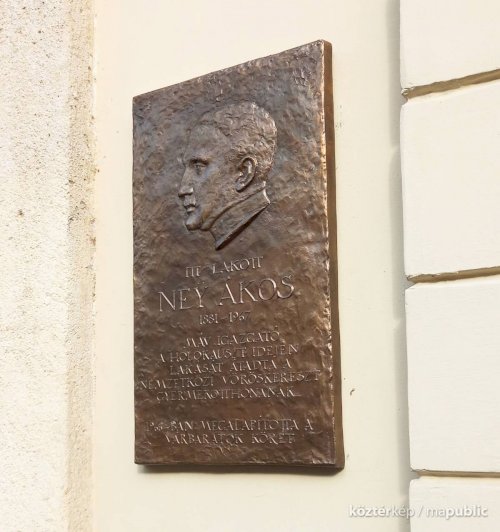 ITT LAKOTT
NEY ÁKOS
1881-1967
MÁV IGAZGATÓ
A HOLOKAUSZT IDEJÉN
LAKÁSÁT ÁTADTA A
NEMZETKÖZI VÖRÖSKERESZT
GYERMEKOTTHONÁNAK
BAN MEGALAPÍTOTTA A
VÁRBARÁTOK KÖRÉT
köztérkép / mapublic